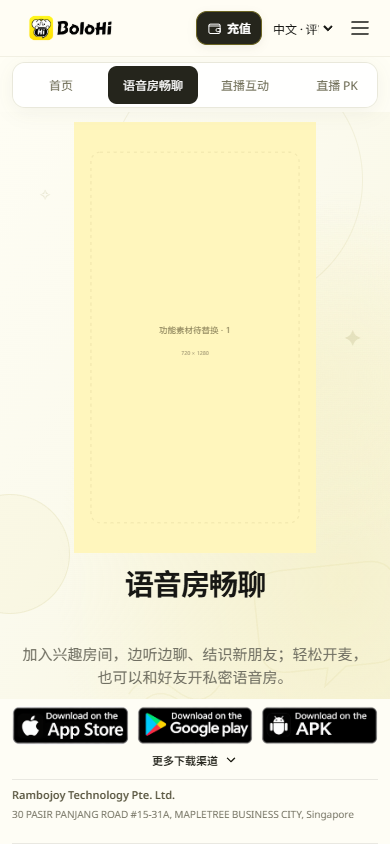 BoloHi
充值
中文 · 评
首页
语音房畅聊
直播互动
直播 PK
功能素材待替换 · 1
720 × 1280
语音房畅聊
加入兴趣房间，边听边聊、结识新朋友；轻松开麦，
也可以和好友开私密语音房。
Download on the
App Store
Download on the
Google play
Download on the
APK
更多下载渠道
Rambojoy Technology Pte. Ltd.
30 PASIR PANJANG ROAD #15-31A, MAPLETREE BUSINESS CITY, Singapore